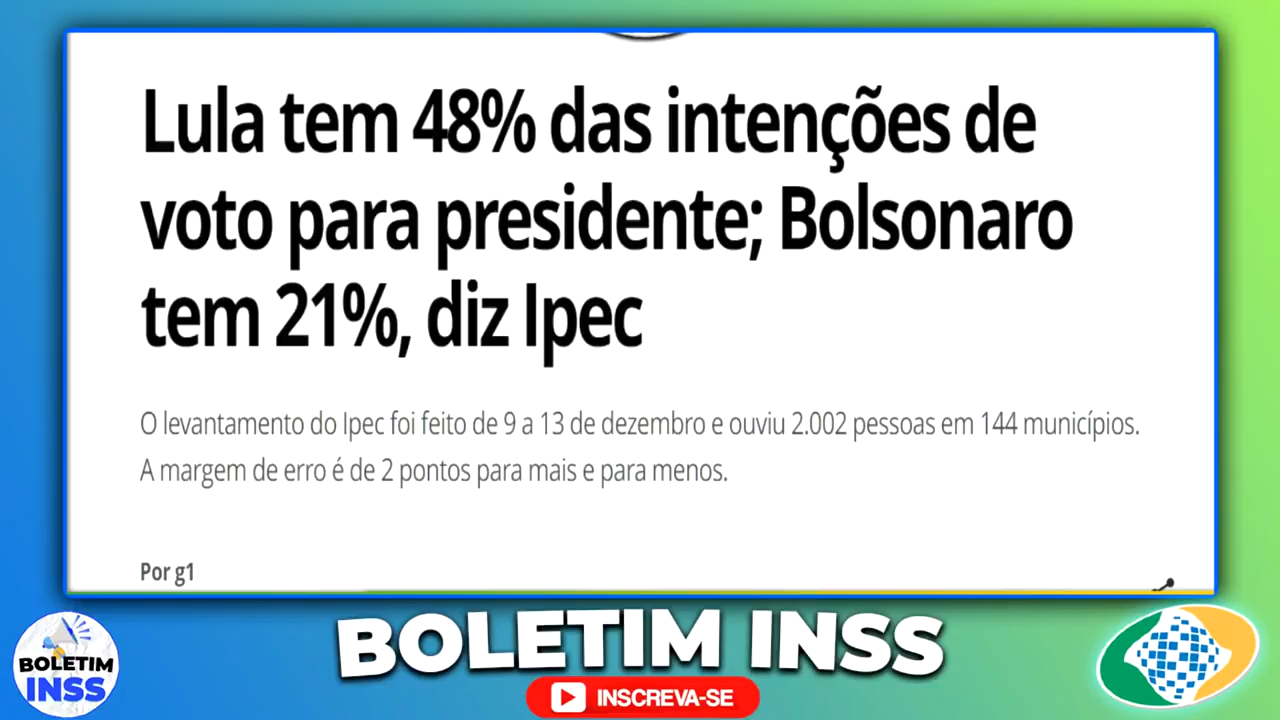 Lula tem 48% das intenções de
voto para presidente; Bolsonaro
tem 21%, diz Ipec
O levantamento do Ipec foi feito de 9 a 13 de dezembro e ouviu 2.002 pessoas em 144 municípios.
A margem de erro é de 2 pontos para mais e para menos.
Por g1
BOLETIM INSS
BOLETIM
INSS
INSCREVA-SE